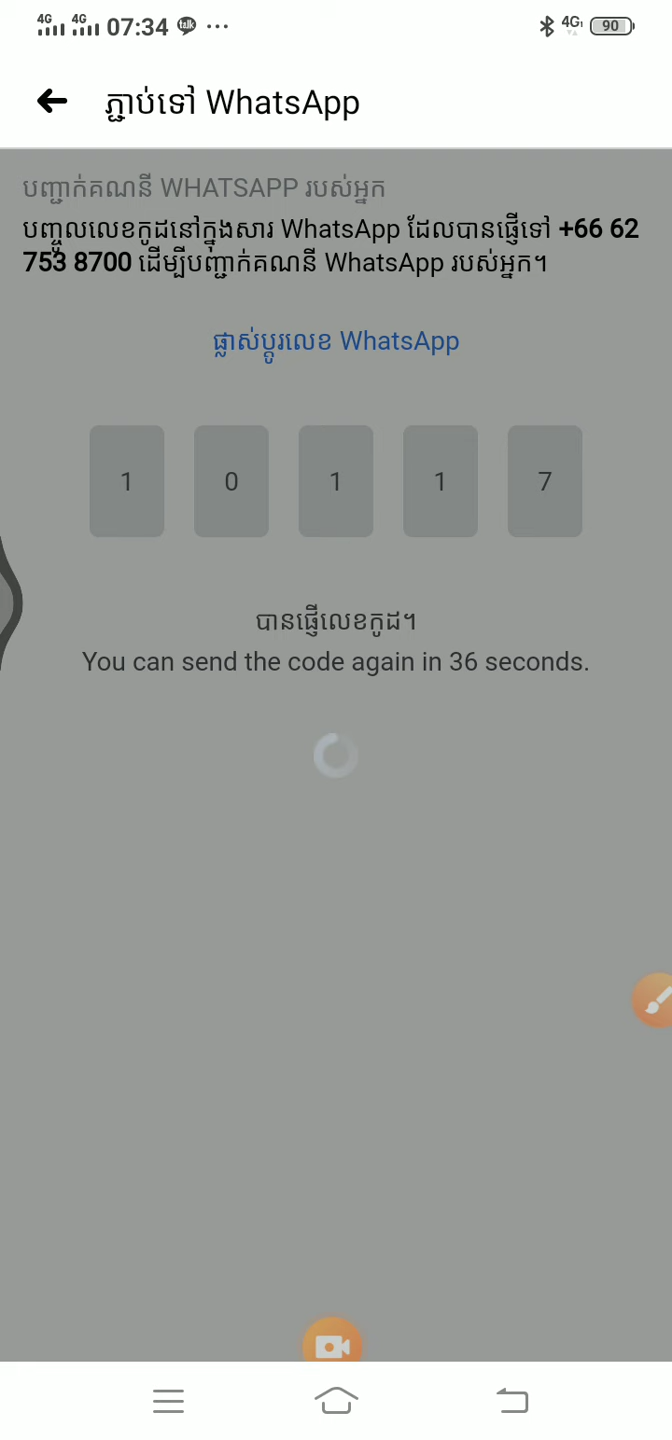 4G 4G 07:34 talk ... 4G 90
ភ្ជាប់ទៅ WhatsApp
បញ្ជាក់គណនី WHATSAPP របស់អ្នក
បញ្ចូលលេខកូដនៅក្នុងសារ WhatsApp ដែលបានផ្ញើទៅ +66 62
753 8700 ដើម្បីបញ្ជាក់គណនី WhatsApp របស់អ្នក។
ផ្លាស់ប្តូរលេខ WhatsApp
1 0 1 1 7
បានផ្ញើលេខកូដ។
You can send the code again in 36 seconds.